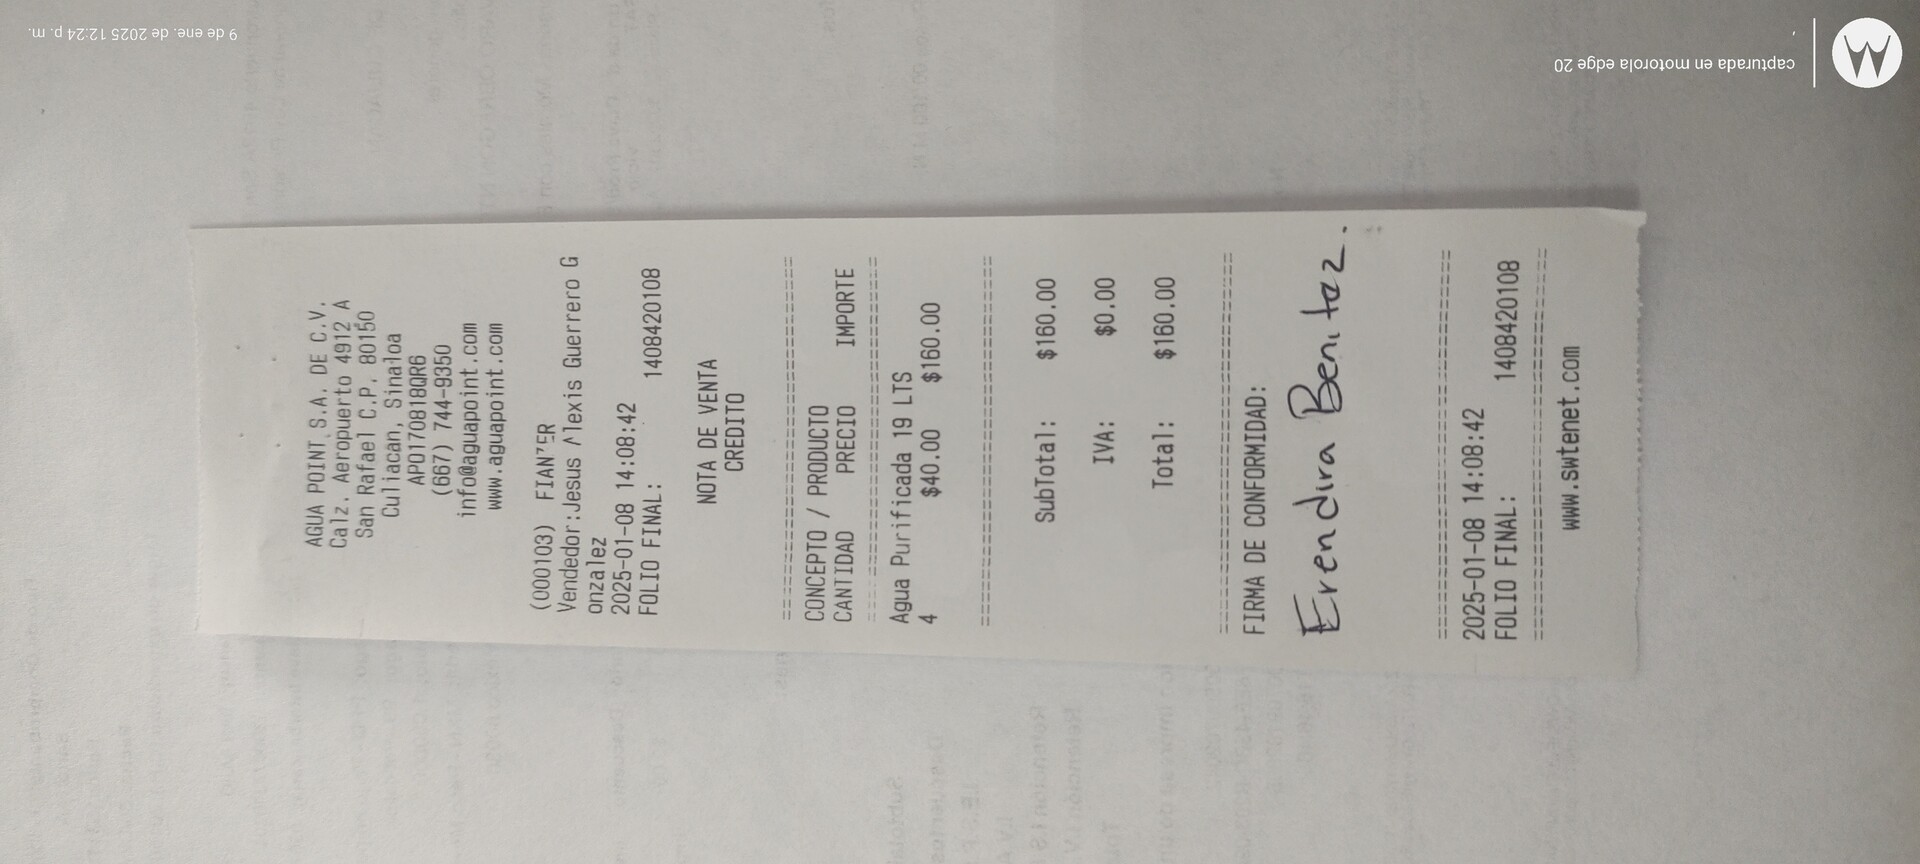 AGUA POINT S.A. DE C.V.
Calz. Aeropuerto 4912 A
San Rafael C.P. 80150
Culiacan, Sinaloa
APO170818QR6
(667) 744-9350
info@aguapoint.com
www.aguapoint.com
(000103)
Vendedor:Jesus Alexis Guerrero G
onzalez
2025-01-08 14:08:42
FOLIO FINAL: 1408420108
NOTA DE VENTA
CREDITO
================================
CONCEPTO / PRODUCTO
CANTIDAD PRECIO IMPORTE
================================
Agua Purificada 19 LTS
4 $40.00 $160.00
================================
SubTotal: $160.00
IVA: $0.00
Total: $160.00
================================
FIRMA DE CONFORMIDAD:
Erendira Benitez.
================================
2025-01-08 14:08:42
FOLIO FINAL: 1408420108
================================
www.swtenet.com
capturada en motorola edge 20
9 de ene. de 2025 12:24 p. m.